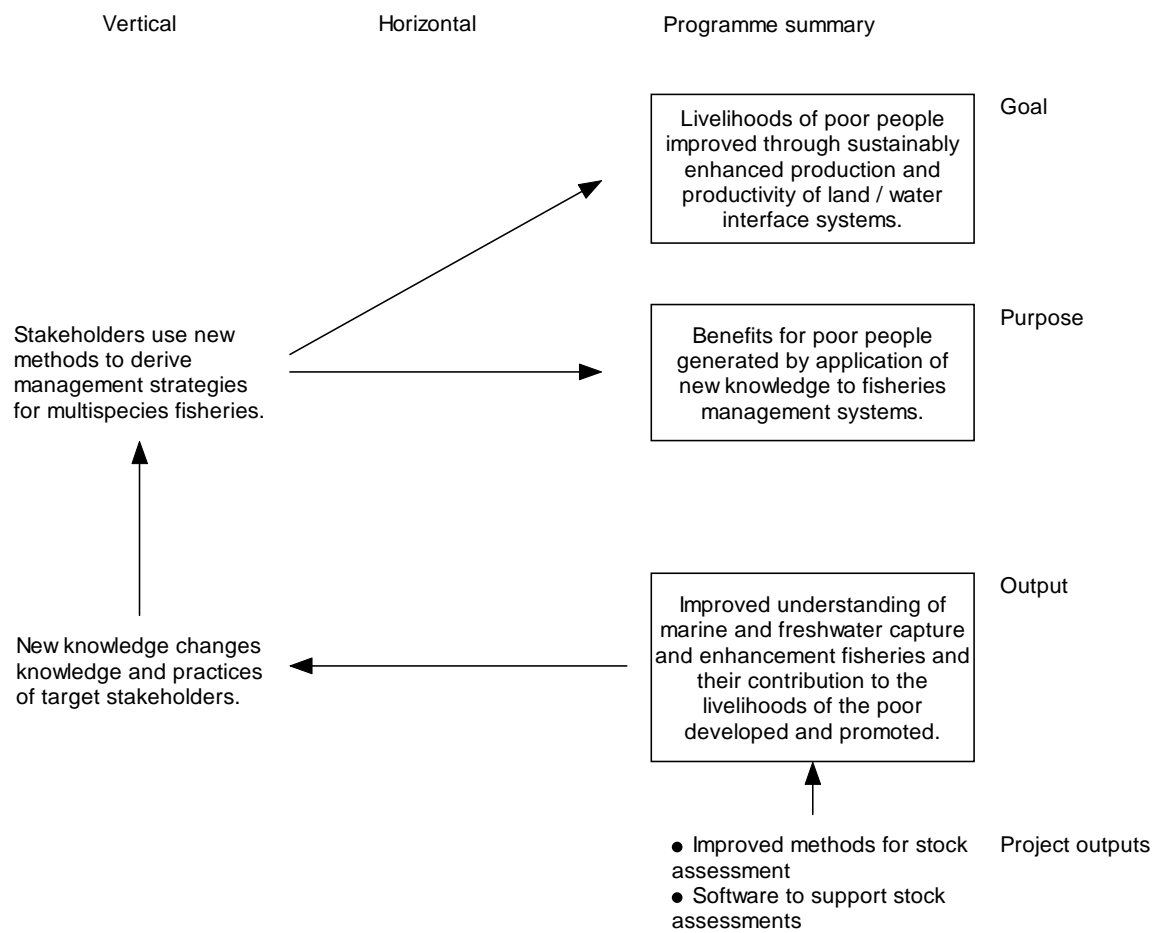 Vertical
Horizontal
Programme summary
Livelihoods of poor people
improved through sustainably
enhanced production and
productivity of land / water
interface systems.
Goal
Stakeholders use new
methods to derive
management strategies
for multispecies fisheries.
Benefits for poor people
generated by application of
new knowledge to fisheries
management systems.
Purpose
New knowledge changes
knowledge and practices
of target stakeholders.
Improved understanding of
marine and freshwater capture
and enhancement fisheries and
their contribution to the
livelihoods of the poor
developed and promoted.
Output
● Improved methods for stock
assessment
● Software to support stock
assessments
Project outputs